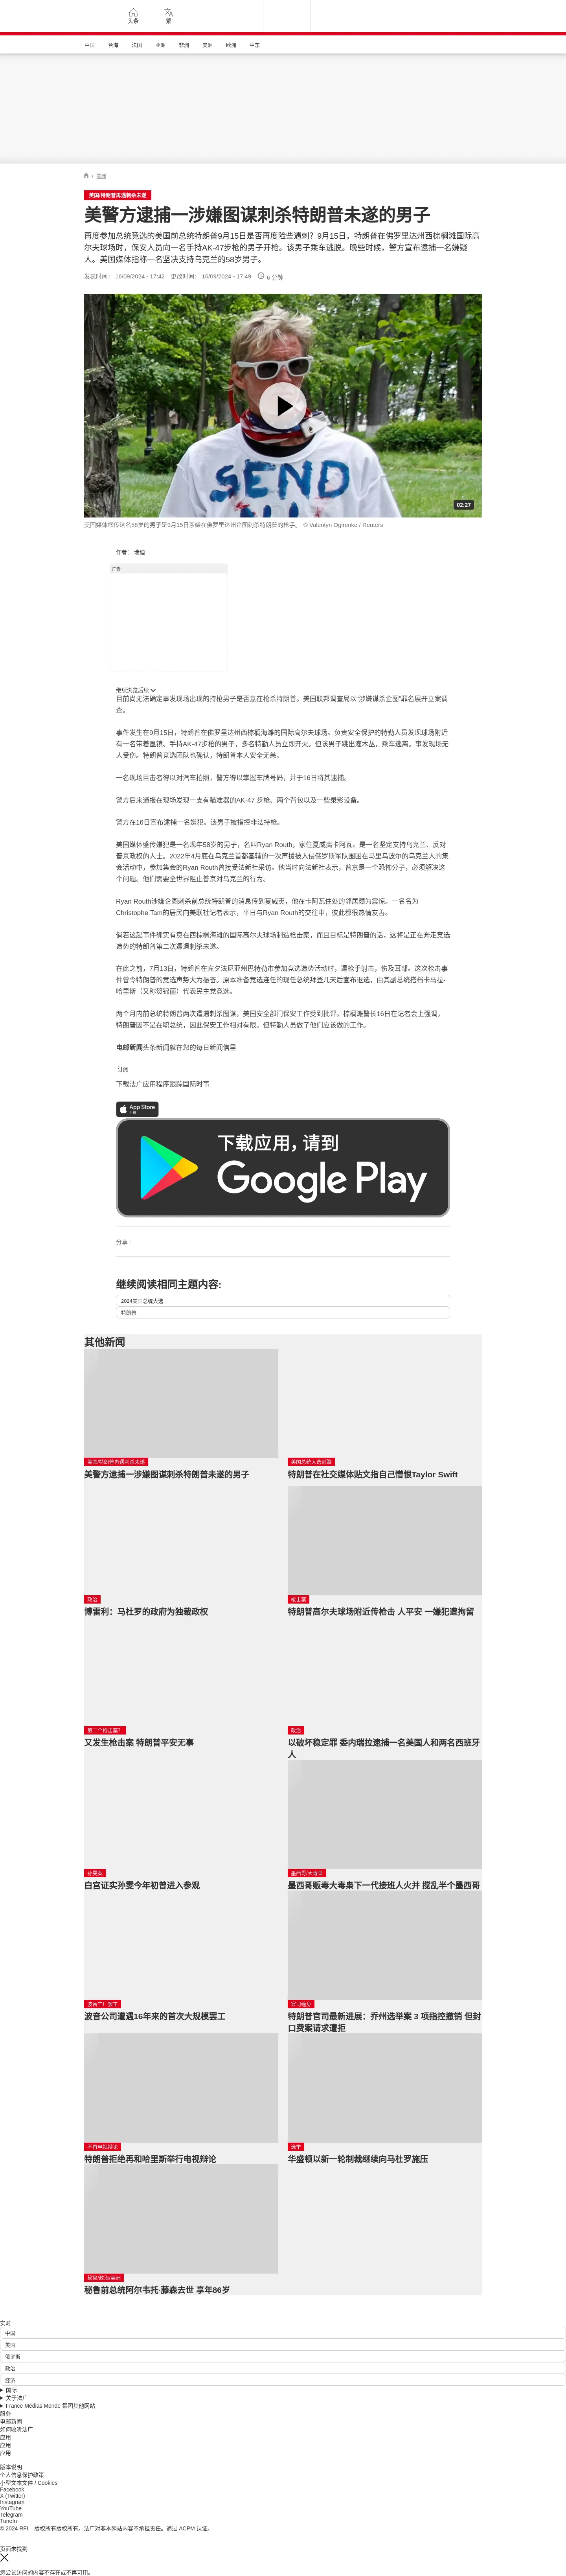 头条
繁
中国
台海
法国
亚洲
非洲
美洲
欧洲
中东
/ 美洲
美国/特朗普再遇刺杀未遂
美警方逮捕一涉嫌图谋刺杀特朗普未遂的男子
再度参加总统竞选的美国前总统特朗普9月15日是否再度险些遇刺？9月15日，特朗普在佛罗里达州西棕榈滩国际高
尔夫球场时，保安人员向一名手持AK-47步枪的男子开枪。该男子乘车逃脱。晚些时候，警方宣布逮捕一名嫌疑
人。美国媒体指称一名坚决支持乌克兰的58岁男子。
发表时间： 16/09/2024 - 17:42 更改时间： 16/09/2024 - 17:49 6 分钟
SEND
WHAT
02:27
美国媒体盛传这名58岁的男子是9月15日涉嫌在佛罗里达州企图刺杀特朗普的枪手。 © Valentyn Ogirenko / Reuters
作者： 瑞迪
广告
继续浏览后续
目前尚无法确定事发现场出现的持枪男子是否意在枪杀特朗普。美国联邦调查局以“涉嫌谋杀企图”罪名展开立案调
查。
事件发生在9月15日，特朗普在佛罗里达州西棕榈滩的国际高尔夫球场。负责安全保护的特勤人员发现球场附近
有一名带着墨镜、手持AK-47步枪的男子，多名特勤人员立即开火。但该男子跳出灌木丛，乘车逃离。事发现场无
人受伤。特朗普竞选团队也确认，特朗普本人安全无恙。
一名现场目击者得以对汽车拍照，警方得以掌握车牌号码，并于16日将其逮捕。
警方后来通报在现场发现一支有瞄准器的AK-47 步枪、两个背包以及一些录影设备。
警方在16日宣布逮捕一名嫌犯。该男子被指控非法持枪。
美国媒体盛传嫌犯是一名现年58岁的男子，名叫Ryan Routh，家住夏威夷卡阿瓦。是一名坚定支持乌克兰、反对
普京政权的人士。2022年4月底在乌克兰首都基辅的一次声援被入侵俄罗斯军队围困在马里乌波尔的乌克兰人的集
会活动中，参加集会的Ryan Routh曾接受法新社采访。他当时向法新社表示，普京是一个恐怖分子，必须解决这
个问题。他们需要全世界阻止普京对乌克兰的行为。
Ryan Routh涉嫌企图刺杀前总统特朗普的消息传到夏威夷，他在卡阿瓦住处的邻居颇为震惊。一名名为
Christophe Tam的居民向美联社记者表示，平日与Ryan Routh的交往中，彼此都很热情友善。
倘若这起事件确实有意在西棕榈海滩的国际高尔夫球场制造枪击案，而且目标是特朗普的话，这将是正在奔走竞选
造势的特朗普第二次遭遇刺杀未遂。
在此之前，7月13日，特朗普在宾夕法尼亚州巴特勒市参加竞选造势活动时，遭枪手射击，伤及耳部。这次枪击事
件曾令特朗普的竞选声势大为振奋。原本准备竞选连任的现任总统拜登几天后宣布退选，由其副总统搭档卡马拉-
哈里斯（又称贺锦丽）代表民主党竞选。
两个月内前总统特朗普两次遭遇刺杀图谋，美国安全部门保安工作受到批评。棕榈滩警长16日在记者会上强调，
特朗普因不是在职总统，因此保安工作相对有限。但特勤人员做了他们应该做的工作。
电邮新闻头条新闻就在您的每日新闻信里
订阅
下载法广应用程序跟踪国际时事
App Store
下载
下载应用，请到
Google Play
分享 :
继续阅读相同主题内容:
2024美国总统大选
特朗普
其他新闻
美国/特朗普再遇刺杀未遂
美警方逮捕一涉嫌图谋刺杀特朗普未遂的男子
美国总统大选前瞻
特朗普在社交媒体贴文指自己憎恨Taylor Swift
政治
博雷利：马杜罗的政府为独裁政权
枪击案
特朗普高尔夫球场附近传枪击 人平安 一嫌犯遭拘留
第二个枪击案？
又发生枪击案 特朗普平安无事
政治
以破坏稳定罪 委内瑞拉逮捕一名美国人和两名西班牙
人
孙雯案
白宫证实孙雯今年初曾进入参观
墨西哥/大毒枭
墨西哥贩毒大毒枭下一代接班人火并 搅乱半个墨西哥
波音工厂罢工
波音公司遭遇16年来的首次大规模罢工
官司缠身
特朗普官司最新进展：乔州选举案 3 项指控撤销 但封
口费案请求遭拒
不再电视辩论
特朗普拒绝再和哈里斯举行电视辩论
选举
华盛顿以新一轮制裁继续向马杜罗施压
秘鲁/政治/美洲
秘鲁前总统阿尔韦托·藤森去世 享年86岁
实时
中国
美国
俄罗斯
政治
经济
国际
关于法广
France Médias Monde 集团其他网站
服务
电邮新闻
如何收听法广
应用
应用
应用
版本说明
个人信息保护政策
小型文本文件 / Cookies
Facebook
X (Twitter)
Instagram
YouTube
Telegram
TuneIn
© 2024 RFI – 版权所有版权所有。法广对非本网站内容不承担责任。通过 ACPM 认证。
页面未找到
您尝试访问的内容不存在或不再可用。